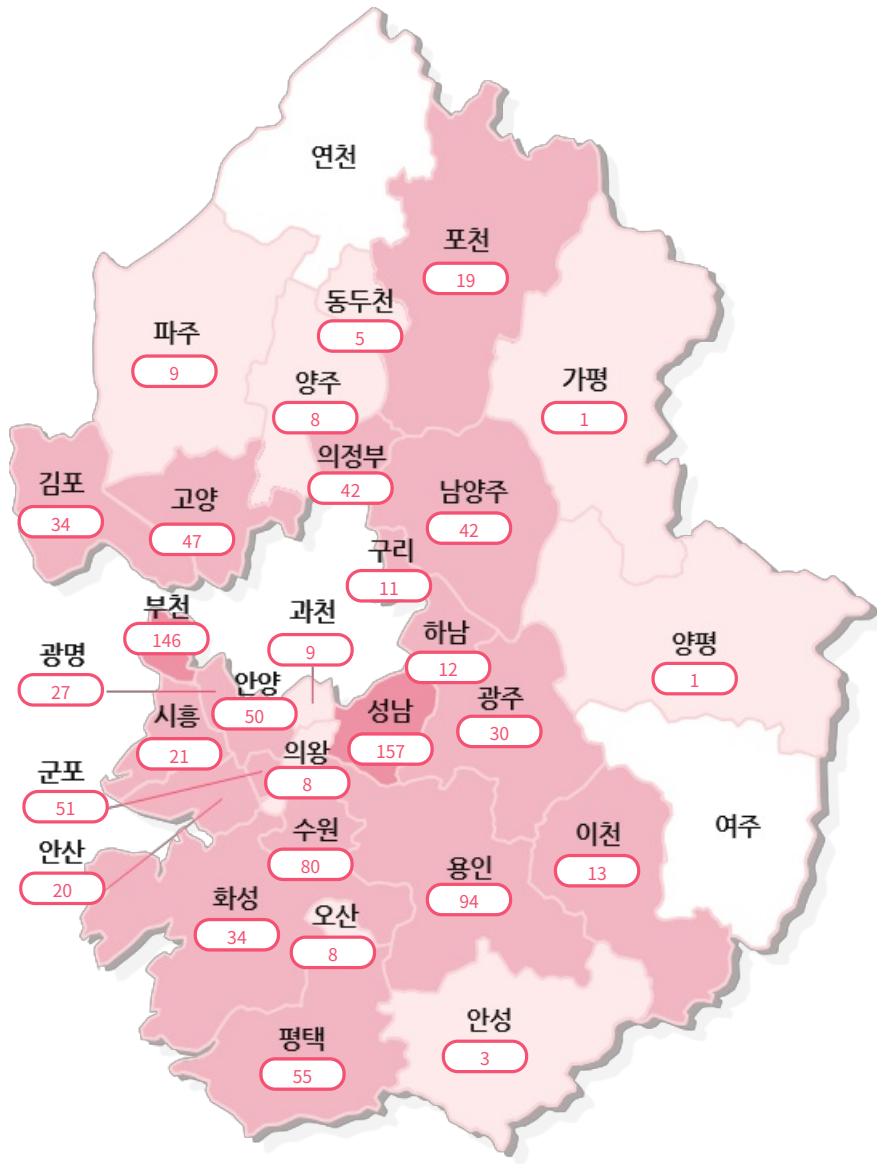 연천
포천
19
동두천
5
파주
9
양주
8
가평
1
의정부
42
김포
34
고양
47
남양주
42
구리
11
부천
146
과천
9
하남
12
양평
1
광명
27
안양
50
성남
157
광주
30
시흥
21
의왕
8
군포
51
수원
80
이천
13
여주
안산
20
용인
94
화성
34
오산
8
안성
3
평택
55